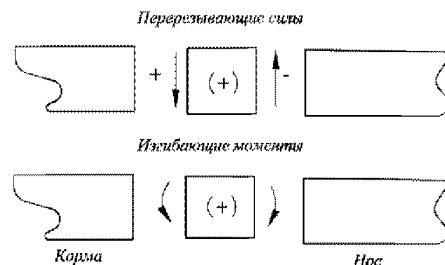 Перерезывающие силы
+ (+) -
Изгибающие моменты
(+)
Корма Нос